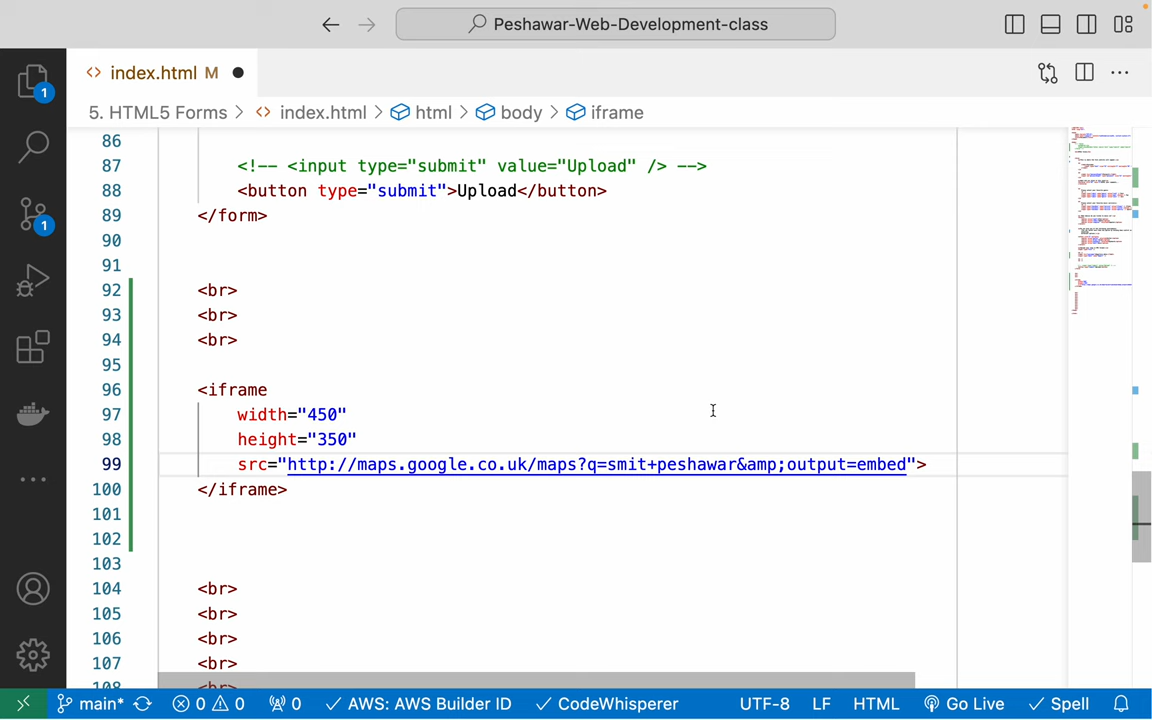 Peshawar-Web-Development-class
index.html M
5. HTML5 Forms > index.html > html > body > iframe
86
87 <!-- <input type="submit" value="Upload" /> -->
88 <button type="submit">Upload</button>
89 </form>
90
91
92 <br>
93 <br>
94 <br>
95
96 <iframe
97 width="450"
98 height="350"
99 src="http://maps.google.co.uk/maps?q=smit+peshawar&amp;output=embed">
100 </iframe>
101
102
103
104 <br>
105 <br>
106 <br>
107 <br>
108 <br>
1
1
main* 0 0 0 AWS: AWS Builder ID CodeWhisperer UTF-8 LF HTML Go Live Spell